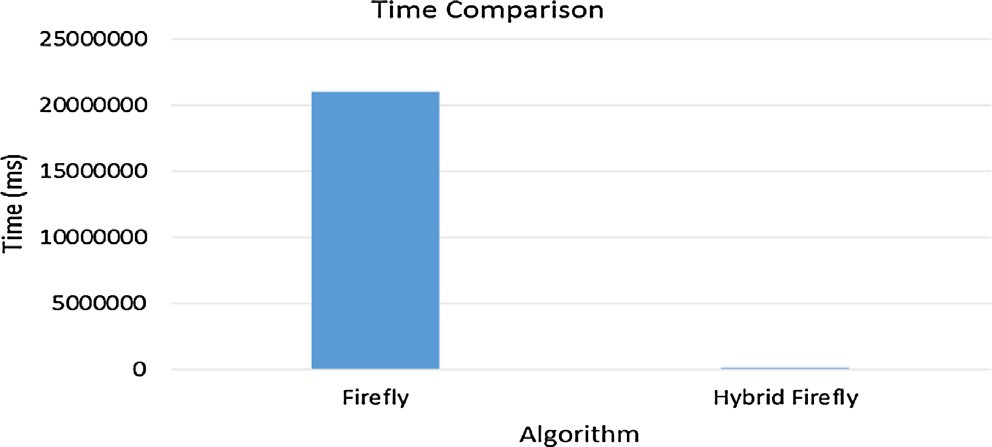 Time Comparison
25000000
20000000
15000000
10000000
5000000
0
Time (ms)
Firefly
Hybrid Firefly
Algorithm